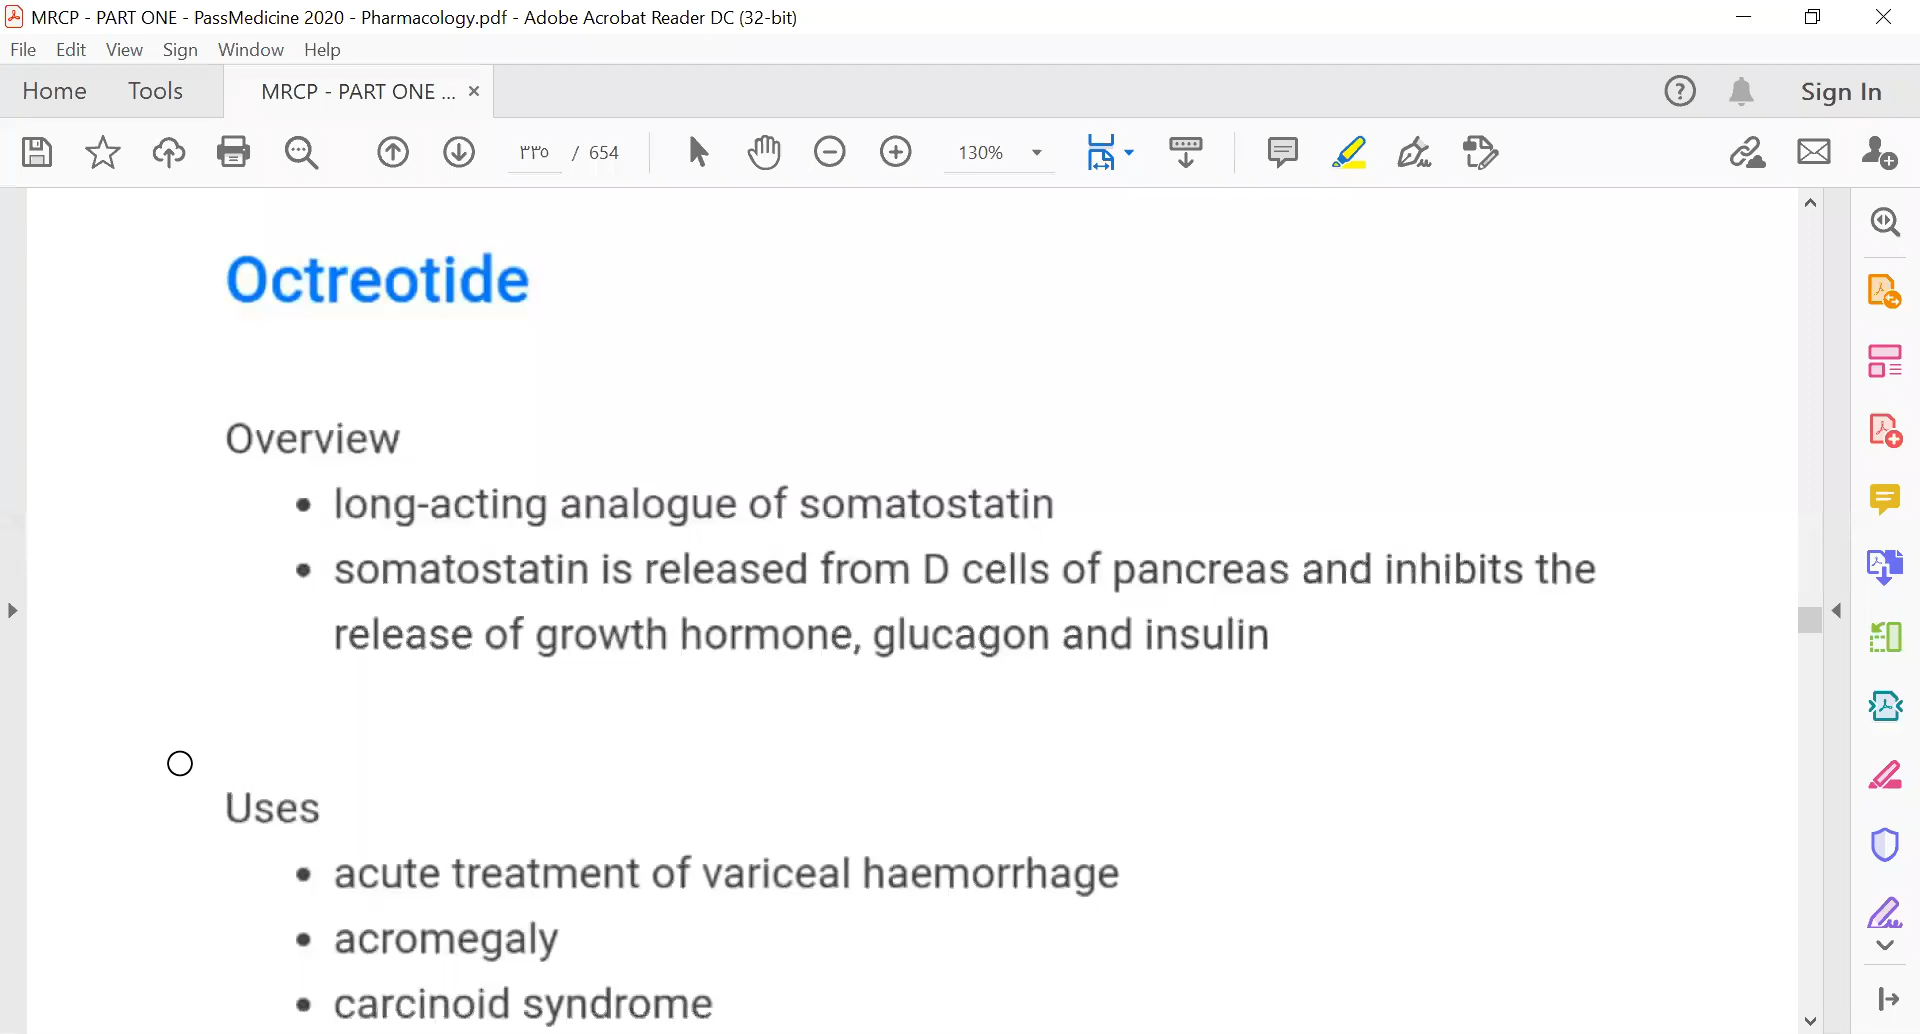 MRCP - PART ONE - PassMedicine 2020 - Pharmacology.pdf - Adobe Acrobat Reader DC (32-bit)
File Edit View Sign Window Help
Home Tools MRCP - PART ONE ... × Sign In
٣٣٥ / 654 130%
Octreotide
Overview
• long-acting analogue of somatostatin
• somatostatin is released from D cells of pancreas and inhibits the
release of growth hormone, glucagon and insulin
Uses
• acute treatment of variceal haemorrhage
• acromegaly
• carcinoid syndrome